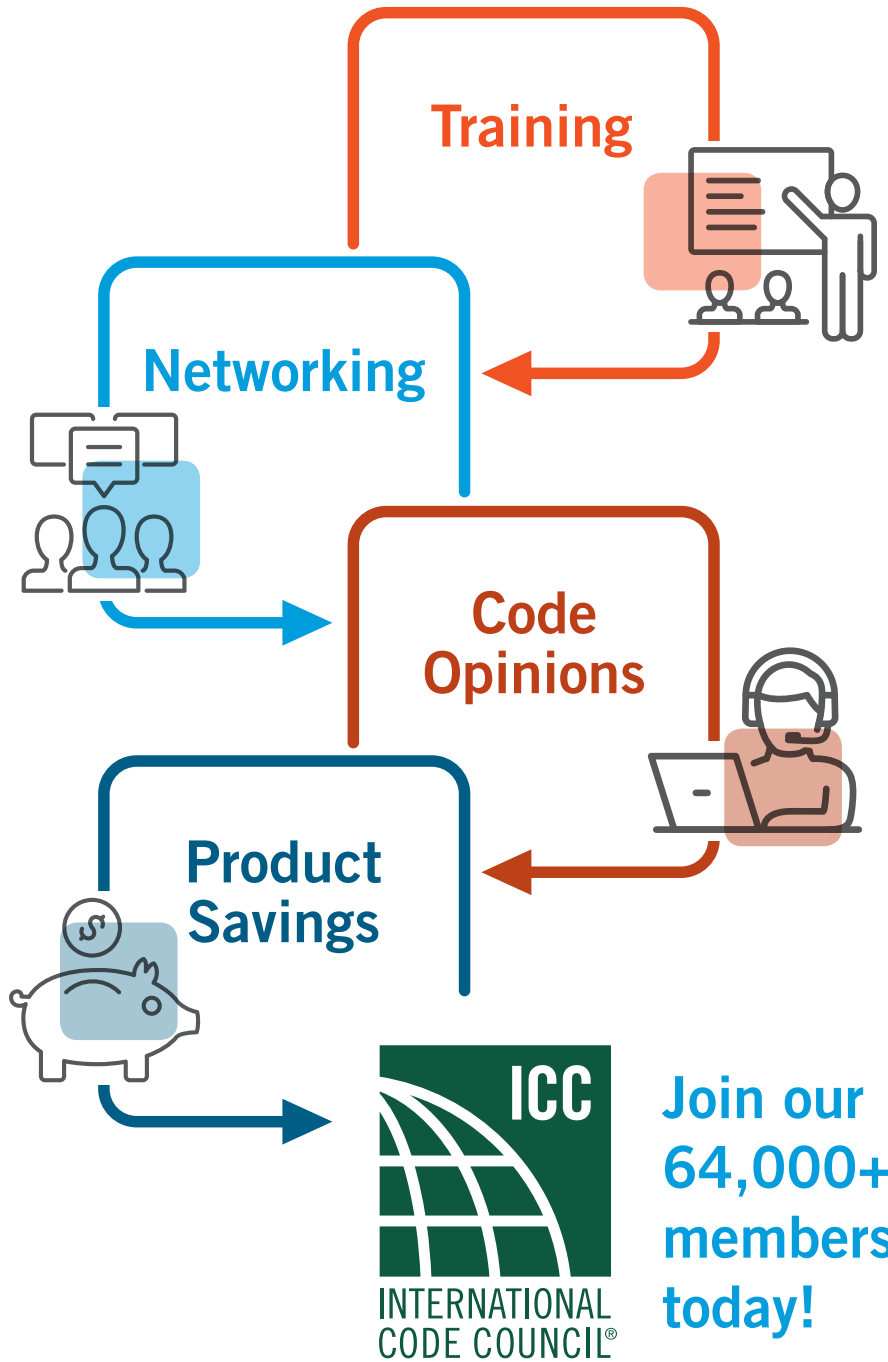 Training
Networking
Code
Opinions
Product
Savings
ICC
INTERNATIONAL
CODE COUNCIL®
Join our
64,000+
members
today!